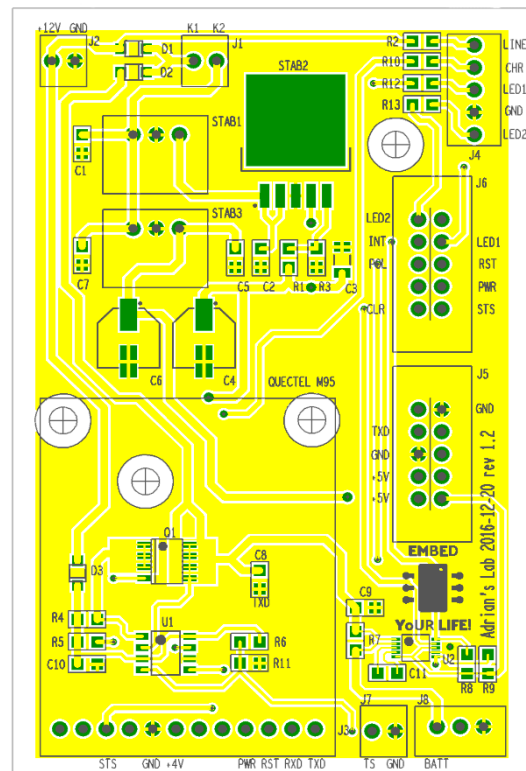 +12V GND
J2
D1
D2
K1 K2
J1
STAB2
R2
R10
R12
R13
LINE
CHR
LED1
GND
LED2
J4
STAB1
C1
STAB3
C7
C5 C2 R1 R3 C3
J6
LED2
INT LED1
POL RST
PWR
CLR STS
C6 C4
QUECTEL M95
J5
GND
TXD
GND
+5V
+5V
Adrian's Lab 2016-12-20 rev 1.2
EMBED
YoUR LIFE!
Q1
D3
C8
TXD
C9
R4
R5
C10
U1
R6
R11
R7
U2
C11
R8 R9
J3
J7
J8
STS GND +4V PWR RST RXD TXD
TS GND BATT